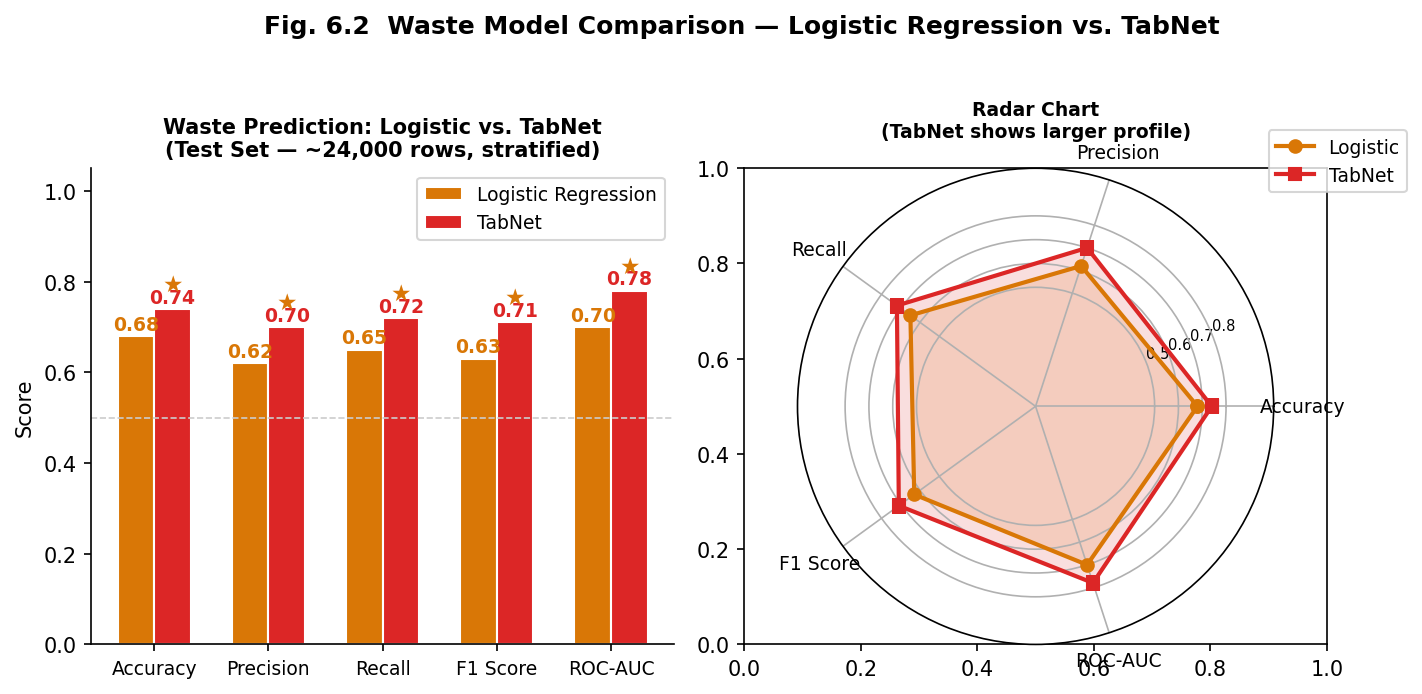 Fig. 6.2  Waste Model Comparison — Logistic Regression vs. TabNet
Waste Prediction: Logistic vs. TabNet
(Test Set — ~24,000 rows, stratified)
Logistic Regression
TabNet
Score
1.0
0.8
0.6
0.4
0.2
0.0
0.68
0.74
0.62
0.70
0.65
0.72
0.63
0.71
0.70
0.78
Accuracy
Precision
Recall
F1 Score
ROC-AUC
Radar Chart
(TabNet shows larger profile)
Logistic
TabNet
Precision
Recall
Accuracy
F1 Score
ROC-AUC
0.5
0.6
0.7
0.8
1.0
0.8
0.6
0.4
0.2
0.0
0.0
0.2
0.4
0.6
0.8
1.0